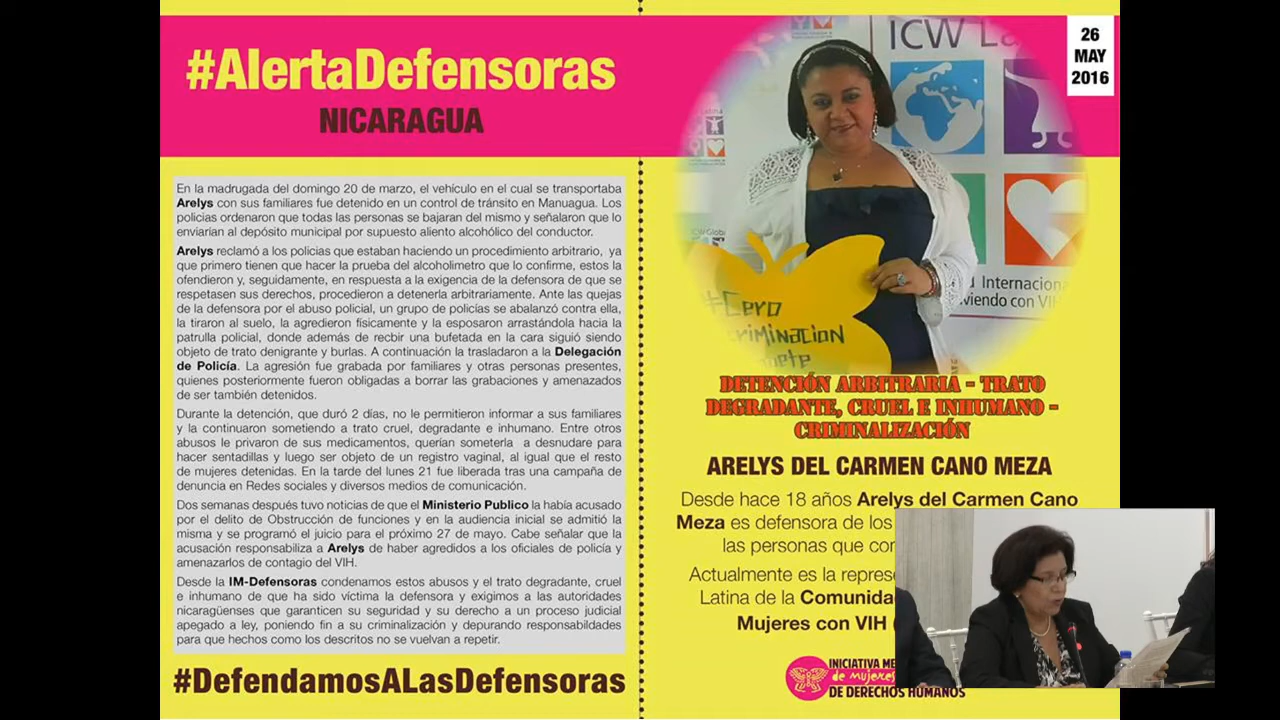 #AlertaDefensoras
NICARAGUA
En la madrugada del domingo 20 de marzo, el vehículo en el cual se transportaba
Arelys con sus familiares fue detenido en un control de tránsito en Manuagua. Los
policias ordenaron que todas las personas se bajaran del mismo y señalaron que lo
enviarían al depósito municipal por supuesto aliento alcohólico del conductor.
Arelys reclamó a los policias que estaban haciendo un procedimiento arbitrario, ya
que primero tienen que hacer la prueba del alcoholimetro que lo confirme, estos la
ofendieron y, seguidamente, en respuesta a la exigencia de la defensora de que se
respetasen sus derechos, procedieron a detenerla arbitrariamente. Ante las quejas
de la defensora por el abuso policial, un grupo de policías se abalanzó contra ella,
la tiraron al suelo, la agredieron físicamente y la esposaron arrastándola hacia la
patrulla policial, donde además de recibir una bufetada en la cara siguió siendo
objeto de trato denigrante y burlas. A continuación la trasladaron a la Delegación
de Policía. La agresión fue grabada por familiares y otras personas presentes,
quienes posteriormente fueron obligadas a borrar las grabaciones y amenazados
de ser también detenidos.
Durante la detención, que duró 2 días, no le permitieron informar a sus familiares
y la continuaron sometiendo a trato cruel, degradante e inhumano. Entre otros
abusos le privaron de sus medicamentos, querían someterla a desnudare para
hacer sentadillas y luego ser objeto de un registro vaginal, al igual que el resto
de mujeres detenidas. En la tarde del lunes 21 fue liberada tras una campaña de
denuncia en Redes sociales y diversos medios de comunicación.
Dos semanas después tuvo noticias de que el Ministerio Publico la había acusado
por el delito de Obstrucción de funciones y en la audiencia inicial se admitió la
misma y se programó el juicio para el próximo 27 de mayo. Cabe señalar que la
acusación responsabiliza a Arelys de haber agredidos a los oficiales de policía y
amenazarlos de contagio del VIH.
Desde la IM-Defensoras condenamos estos abusos y el trato degradante, cruel
e inhumano de que ha sido víctima la defensora y exigimos a las autoridades
nicaragüenses que garanticen su seguridad y su derecho a un proceso judicial
apegado a ley, poniendo fin a su criminalización y depurando responsabildades
para que hechos como los descritos no se vuelvan a repetir.
#DefendamosALasDefensoras
26
MAY
2016
ICW La
ICW Globa
d Internaciona
viviendo con VIH
#Cero
criminacion
DETENCIÓN ARBITRARIA - TRATO
DEGRADANTE, CRUEL E INHUMANO -
CRIMINALIZACIÓN
ARELYS DEL CARMEN CANO MEZA
Desde hace 18 años Arelys del Carmen Cano
Meza es defensora de los
las personas que con
Actualmente es la represe
Latina de la Comunidad
Mujeres con VIH (
INICIATIVA ME
de mujeres
DE DERECHOS HUMANOS